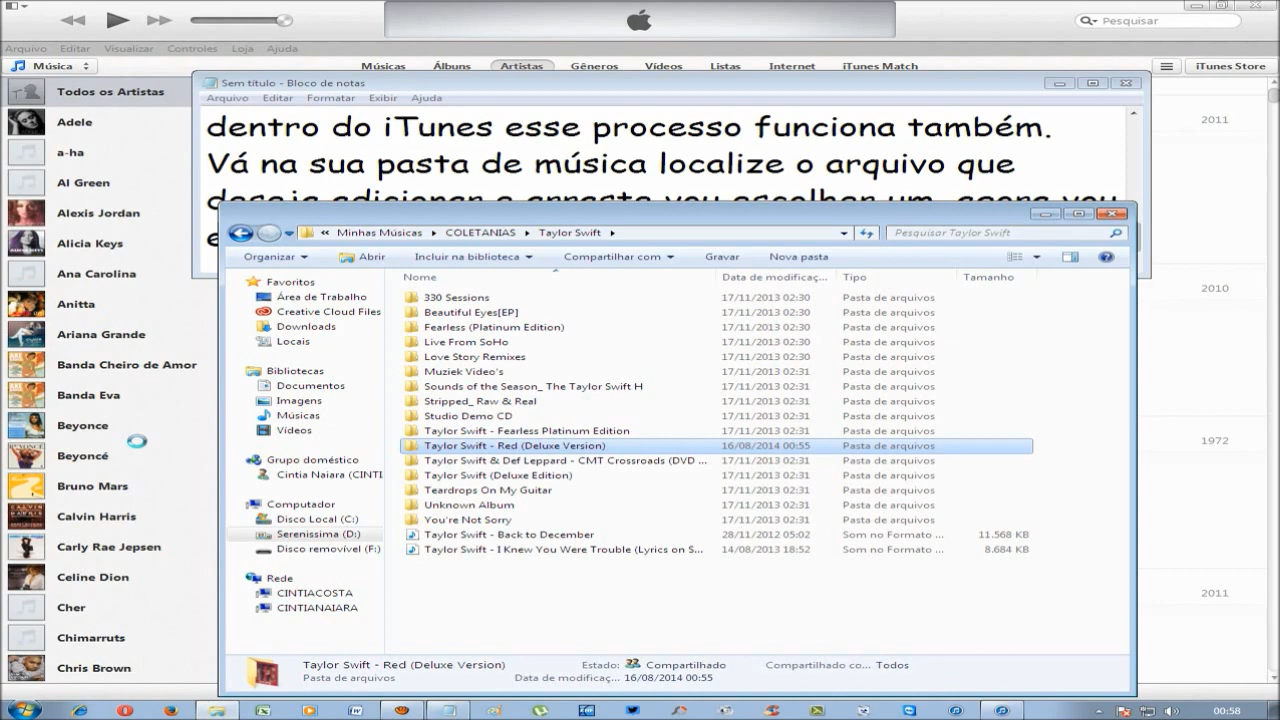 Pesquisar
Arquivo Editar Visualizar Controles Loja Ajuda
Música Músicas Álbuns Artistas Gêneros Vídeos Listas Internet iTunes Match iTunes Store
Todos os Artistas
Adele
a-ha
Al Green
Alexis Jordan
Alicia Keys
Ana Carolina
Anitta
Ariana Grande
Banda Cheiro de Amor
Banda Eva
Beyonce
Beyoncé
Bruno Mars
Calvin Harris
Carly Rae Jepsen
Celine Dion
Cher
Chimarruts
Chris Brown
2011
2010
1972
2011
Sem título - Bloco de notas
Arquivo Editar Formatar Exibir Ajuda
dentro do iTunes esse processo funciona também.
Vá na sua pasta de música localize o arquivo que
deseja adicionar e arraste vou escolher um, agora vou
« Minhas Músicas COLETANIAS Taylor Swift Pesquisar Taylor Swift
Organizar Abrir Incluir na biblioteca Compartilhar com Gravar Nova pasta
Favoritos
Área de Trabalho
Creative Cloud Files
Downloads
Locais
Bibliotecas
Documentos
Imagens
Músicas
Vídeos
Grupo doméstico
Cintia Naiara (CINTI
Computador
Disco Local (C:)
Serenissima (D:)
Disco removível (F:)
Rede
CINTIACOSTA
CINTIANAIARA
Nome Data de modificaç... Tipo Tamanho
330 Sessions 17/11/2013 02:30 Pasta de arquivos
Beautiful Eyes[EP] 17/11/2013 02:30 Pasta de arquivos
Fearless (Platinum Edition) 17/11/2013 02:30 Pasta de arquivos
Live From SoHo 17/11/2013 02:30 Pasta de arquivos
Love Story Remixes 17/11/2013 02:30 Pasta de arquivos
Muziek Video's 17/11/2013 02:31 Pasta de arquivos
Sounds of the Season_ The Taylor Swift H 17/11/2013 02:31 Pasta de arquivos
Stripped_ Raw & Real 17/11/2013 02:31 Pasta de arquivos
Studio Demo CD 17/11/2013 02:31 Pasta de arquivos
Taylor Swift - Fearless Platinum Edition 17/11/2013 02:31 Pasta de arquivos
Taylor Swift - Red (Deluxe Version) 16/08/2014 00:55 Pasta de arquivos
Taylor Swift & Def Leppard - CMT Crossroads (DVD ... 17/11/2013 02:31 Pasta de arquivos
Taylor Swift (Deluxe Edition) 17/11/2013 02:31 Pasta de arquivos
Teardrops On My Guitar 17/11/2013 02:31 Pasta de arquivos
Unknown Album 17/11/2013 02:31 Pasta de arquivos
You're Not Sorry 17/11/2013 02:31 Pasta de arquivos
Taylor Swift - Back to December 28/11/2012 05:02 Som no Formato ... 11.568 KB
Taylor Swift - I Knew You Were Trouble (Lyrics on S... 14/08/2013 18:52 Som no Formato ... 8.684 KB
Taylor Swift - Red (Deluxe Version) Estado: Compartilhado Compartilhado co... Todos
Pasta de arquivos Data de modificaç... 16/08/2014 00:55
00:58